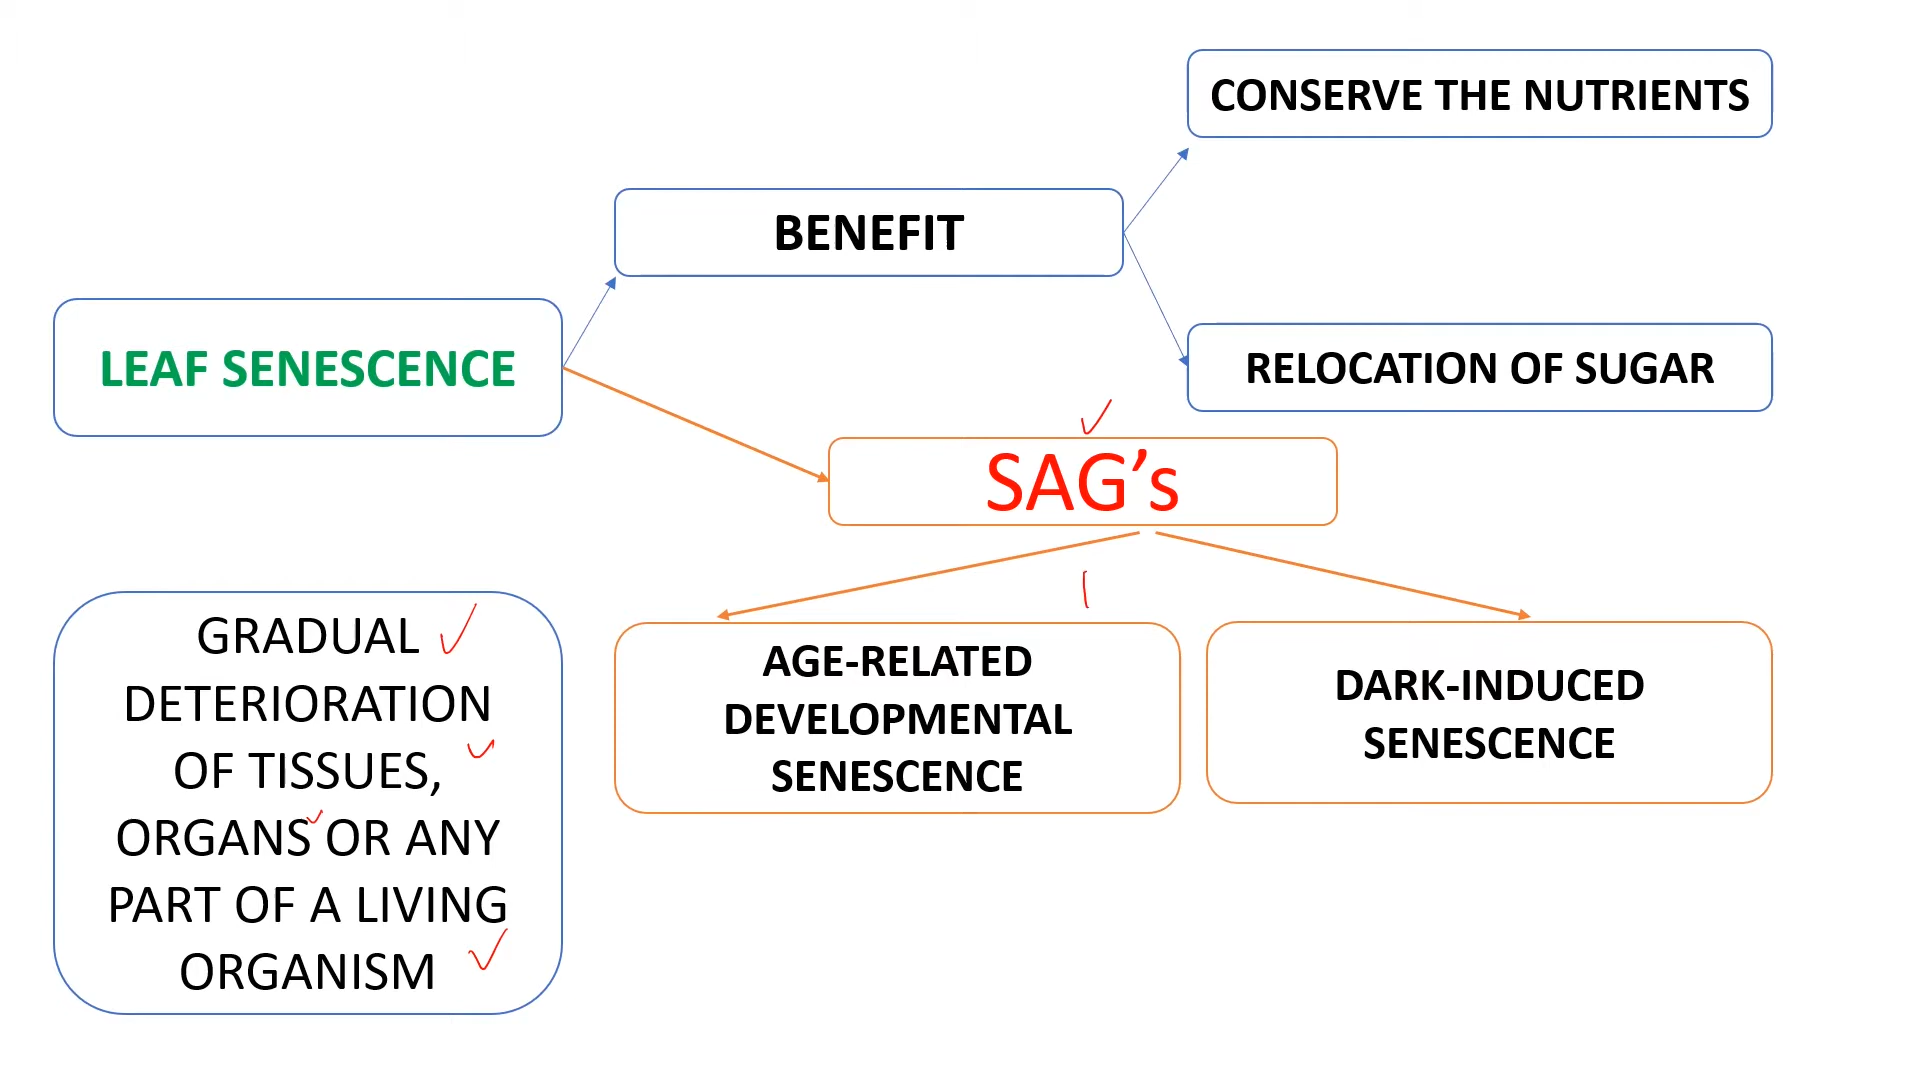 CONSERVE THE NUTRIENTS
BENEFIT
LEAF SENESCENCE
RELOCATION OF SUGAR
SAG’s
GRADUAL
DETERIORATION
OF TISSUES,
ORGANS OR ANY
PART OF A LIVING
ORGANISM
AGE-RELATED
DEVELOPMENTAL
SENESCENCE
DARK-INDUCED
SENESCENCE